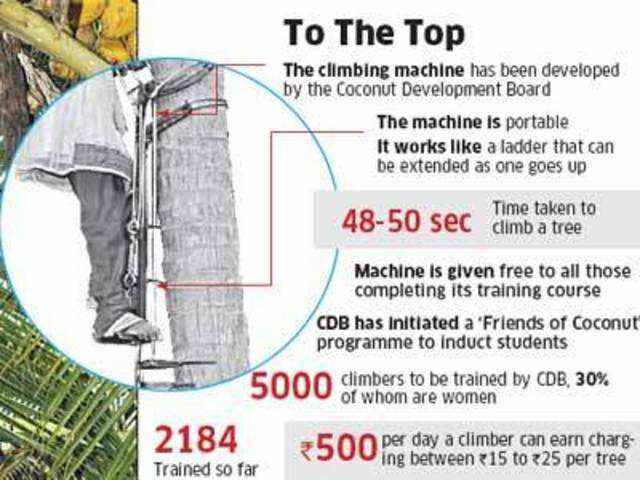 To The Top
The climbing machine has been developed
by the Coconut Development Board
The machine is portable
It works like a ladder that can
be extended as one goes up
48-50 sec Time taken to
climb a tree
Machine is given free to all those
completing its training course
CDB has initiated a 'Friends of Coconut'
programme to induct students
5000 climbers to be trained by CDB, 30%
of whom are women
2184
Trained so far
₹500 per day a climber can earn charg-
ing between ₹15 to ₹25 per tree